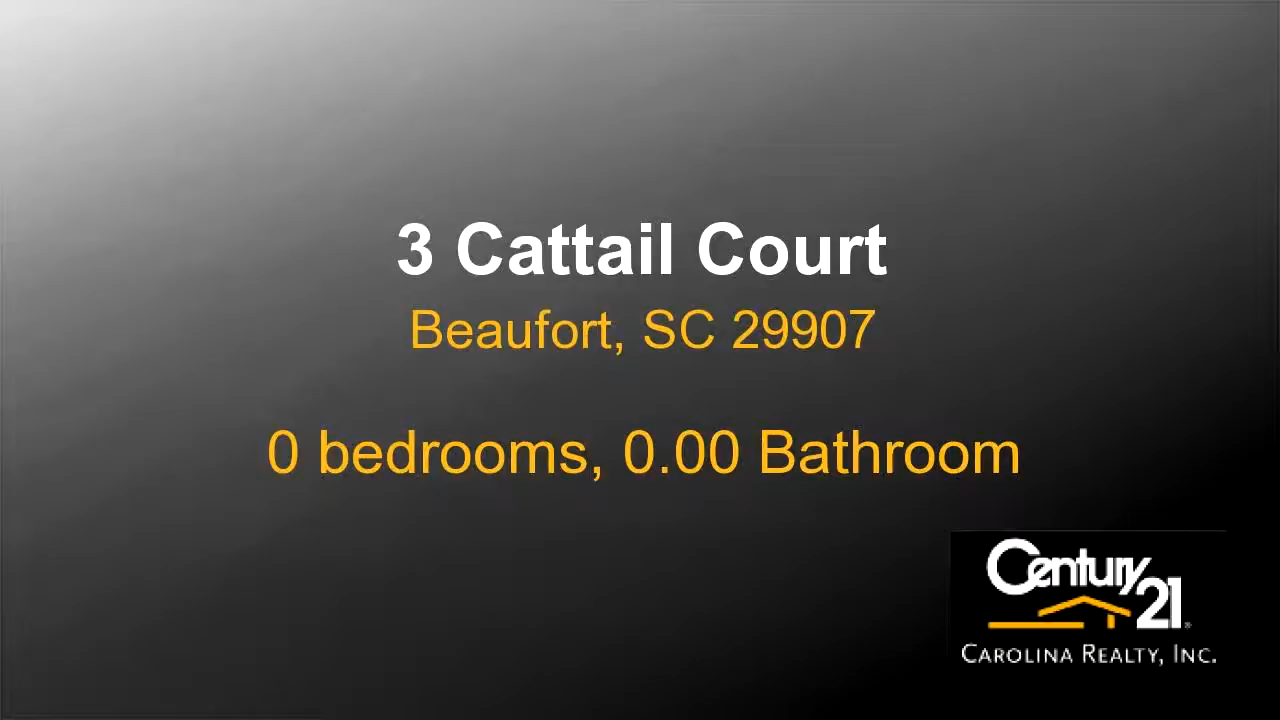 3 Cattail Court
Beaufort, SC 29907
0 bedrooms, 0.00 Bathroom
Century 21®
CAROLINA REALTY, INC.